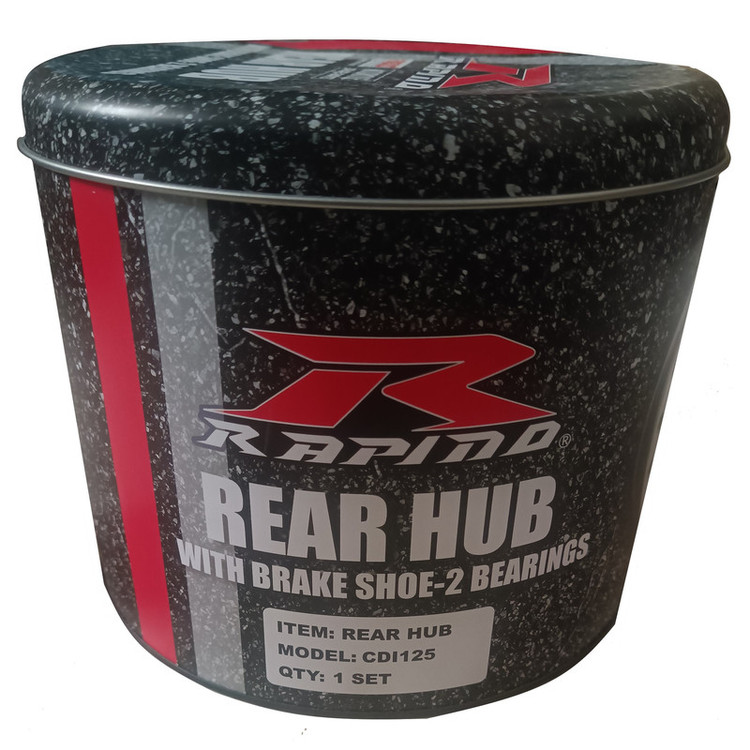 R
RAPIDO®
REAR HUB
WITH BRAKE SHOE-2 BEARINGS
ITEM: REAR HUB
MODEL: CDI125
QTY: 1 SET